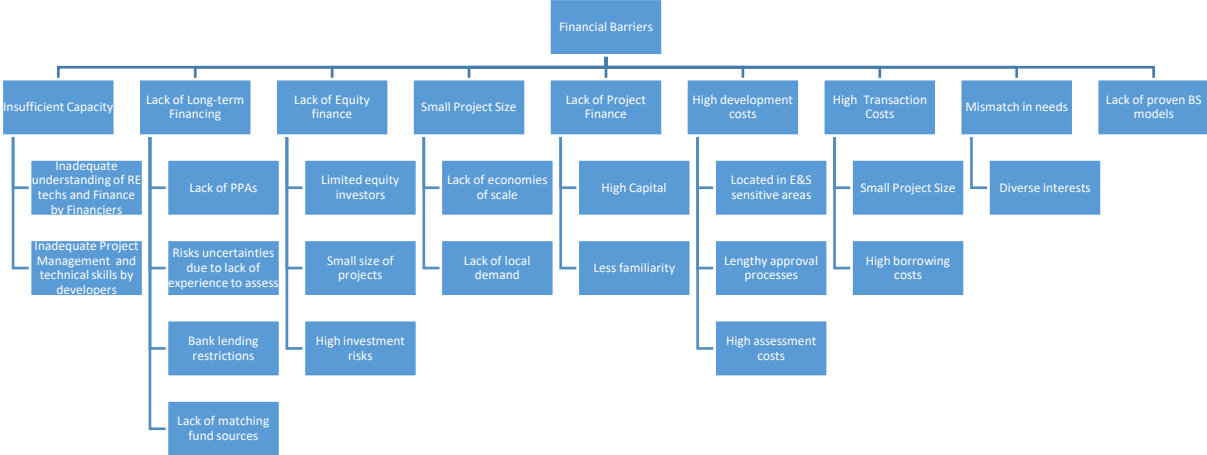 Financial Barriers
Insufficient Capacity
Lack of Long-term
Financing
Lack of Equity
finance
Small Project Size
Lack of Project
Finance
High development
costs
High Transaction
Costs
Mismatch in needs
Lack of proven BS
models
Inadequate
understanding of RE
techs and Finance
by Financiers
Lack of PPAs
Limited equity
investors
Lack of economies
of scale
High Capital
Located in E&S
sensitive areas
Small Project Size
Diverse interests
Inadequate Project
Management and
technical skills by
developers
Risks uncertainties
due to lack of
experience to assess
Small size of
projects
Lack of local
demand
Less familiarity
Lengthy approval
processes
High borrowing
costs
Bank lending
restrictions
High investment
risks
High assessment
costs
Lack of matching
fund sources